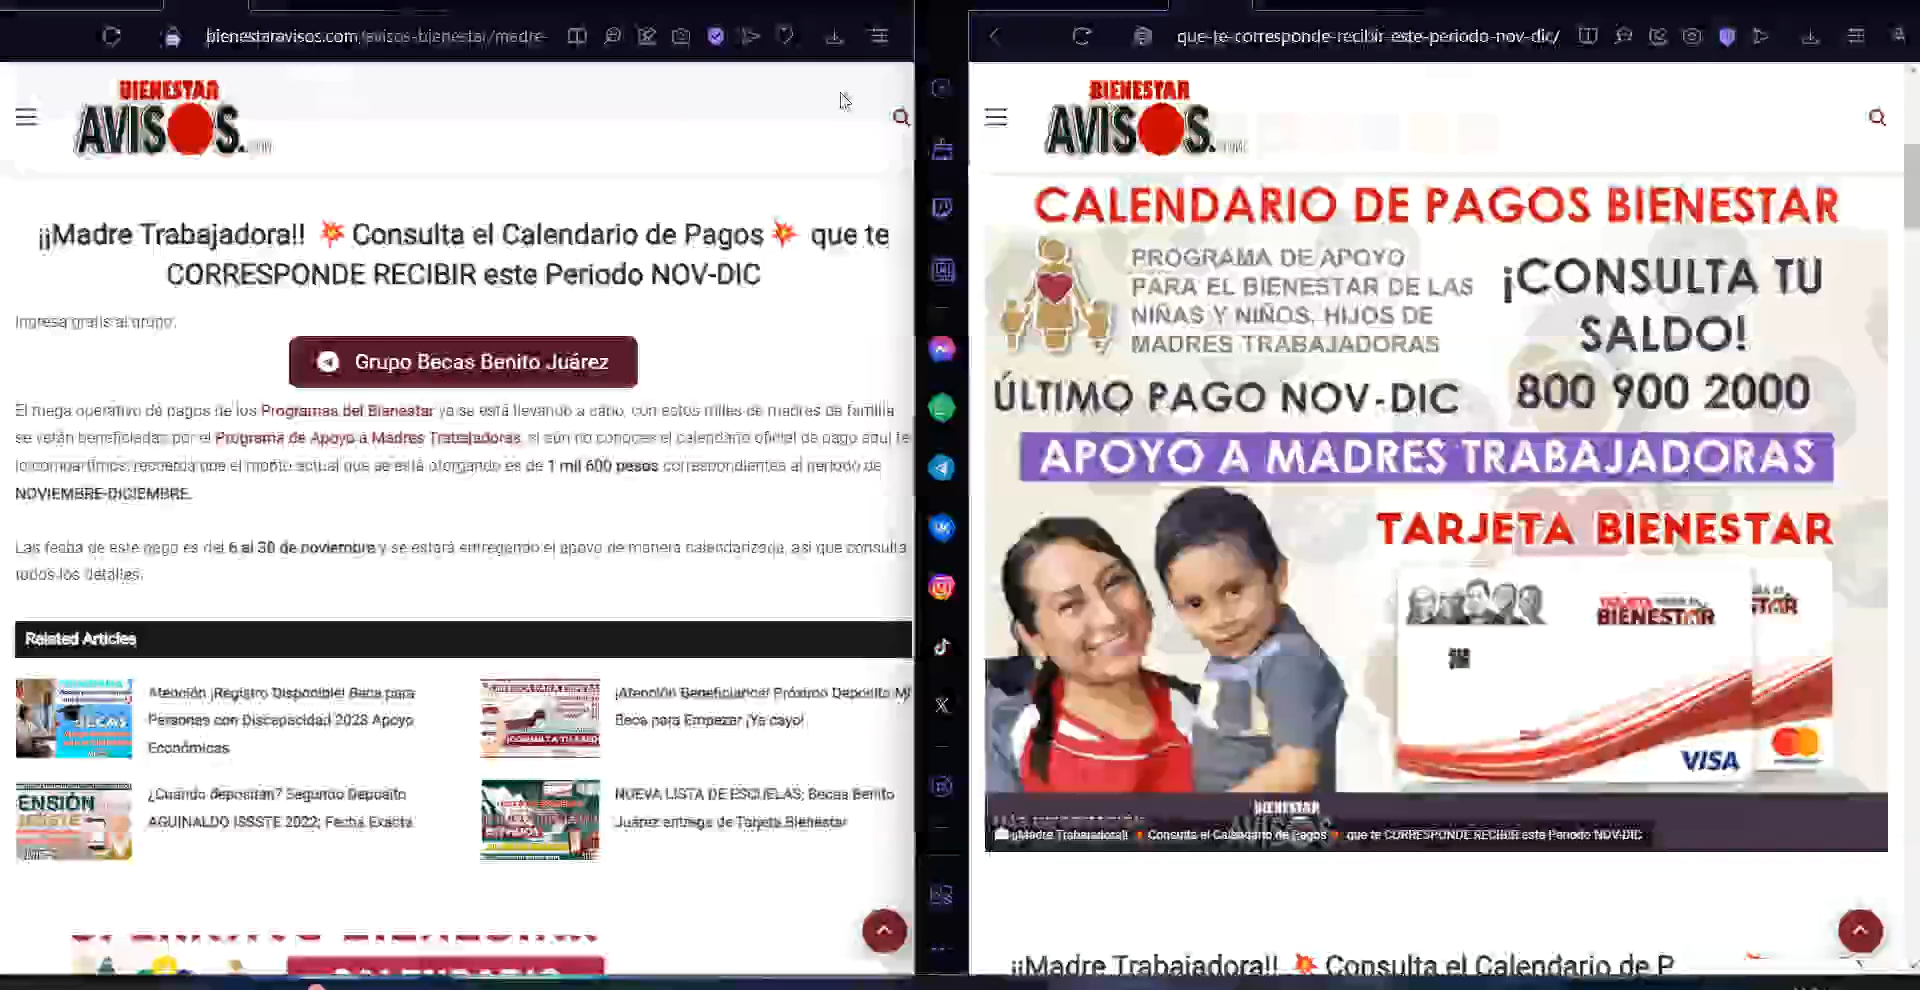 bienestaravisos.com/avisos-bienestar/madre-
BIENESTAR
AVISOS.
¡¡Madre Trabajadora!! 💥 Consulta el Calendario de Pagos 💥 que te
CORRESPONDE RECIBIR este Periodo NOV-DIC
Ingresa gratis al grupo:
Grupo Becas Benito Juárez
El mega operativo de pagos de los Programas del Bienestar ya se está llevando a cabo, con estos miles de madres de familia
se verán beneficiadas por el Programa de Apoyo a Madres Trabajadoras, si aún no conoces el calendario oficial de pago aquí te
lo compartimos, recuerda que el monto actual que se está otorgando es de 1 mil 600 pesos correspondientes al periodo de
NOVIEMBRE-DICIEMBRE.
Las fecha de este pago es del 6 al 30 de noviembre y se estará entregando el apoyo de manera calendarizada, así que consulta
todos los detalles.
Related Articles
Atención ¡Registro Disponible! Beca para
Personas con Discapacidad 2023 Apoyo
Económicas
¡Atención Beneficiarios! Próximo Deposito Mi
Beca para Empezar ¡Ya cayo!
ENSIÓN
¿Cuándo depositan? Segundo Deposito
AGUINALDO ISSSTE 2022; Fecha Exacta
NUEVA LISTA DE ESCUELAS; Becas Benito
Juárez entrega de Tarjeta Bienestar
que-te-corresponde-recibir-este-periodo-nov-dic/
BIENESTAR
AVISOS.
CALENDARIO DE PAGOS BIENESTAR
PROGRAMA DE APOYO
PARA EL BIENESTAR DE LAS
NIÑAS Y NIÑOS, HIJOS DE
MADRES TRABAJADORAS
¡CONSULTA TU
SALDO!
800 900 2000
ÚLTIMO PAGO NOV-DIC
APOYO A MADRES TRABAJADORAS
TARJETA BIENESTAR
BIENESTAR
VISA
BIENESTAR
¡¡Madre Trabajadora!! 💥 Consulta el Calendario de Pagos 💥 que te CORRESPONDE RECIBIR este Periodo NOV-DIC
¡¡Madre Trabajadora!! 💥 Consulta el Calendario de P